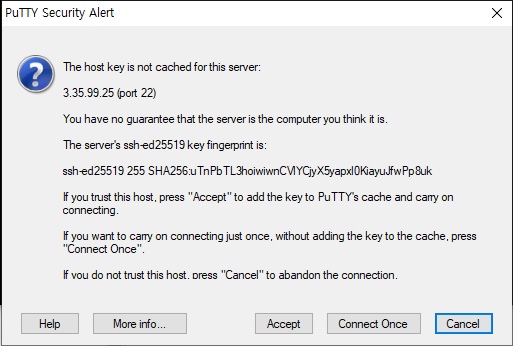 PuTTY Security Alert
The host key is not cached for this server:
3.35.99.25 (port 22)
You have no guarantee that the server is the computer you think it is.
The server's ssh-ed25519 key fingerprint is:
ssh-ed25519 255 SHA256:uTnPbTL3hoiwiwnCVlYCjyX5yapxI0KiayuJfwPp8uk
If you trust this host, press "Accept" to add the key to PuTTY's cache and carry on
connecting.
If you want to carry on connecting just once, without adding the key to the cache, press
"Connect Once".
If you do not trust this host, press "Cancel" to abandon the connection.
Help
More info...
Accept
Connect Once
Cancel